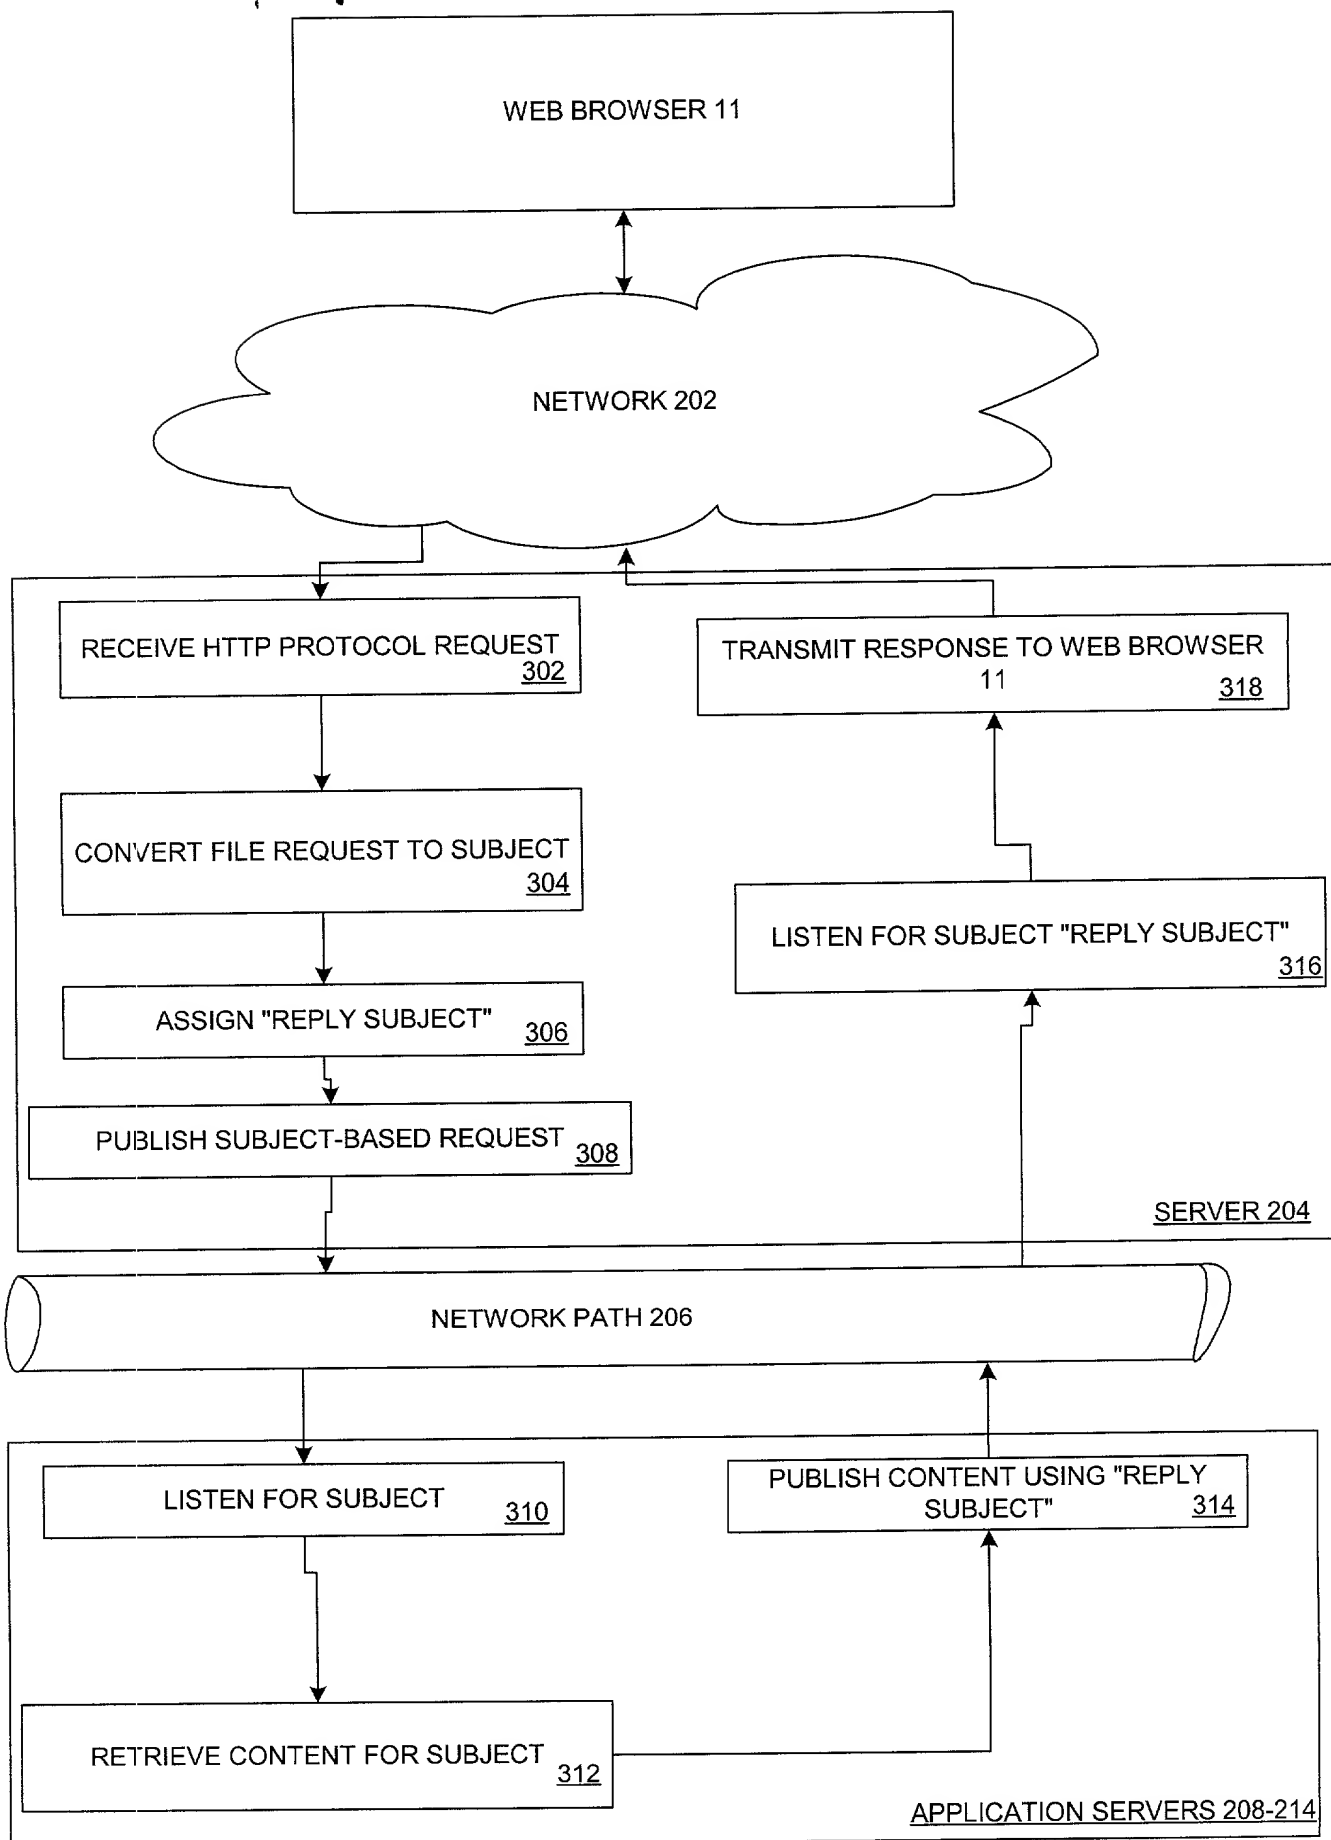 WEB BROWSER 11
NETWORK 202
RECEIVE HTTP PROTOCOL REQUEST
302
CONVERT FILE REQUEST TO SUBJECT
304
ASSIGN "REPLY SUBJECT"
306
PUBLISH SUBJECT-BASED REQUEST
308
TRANSMIT RESPONSE TO WEB BROWSER
11
318
LISTEN FOR SUBJECT "REPLY SUBJECT"
316
SERVER 204
NETWORK PATH 206
LISTEN FOR SUBJECT
310
PUBLISH CONTENT USING "REPLY
SUBJECT"
314
RETRIEVE CONTENT FOR SUBJECT
312
APPLICATION SERVERS 208-214